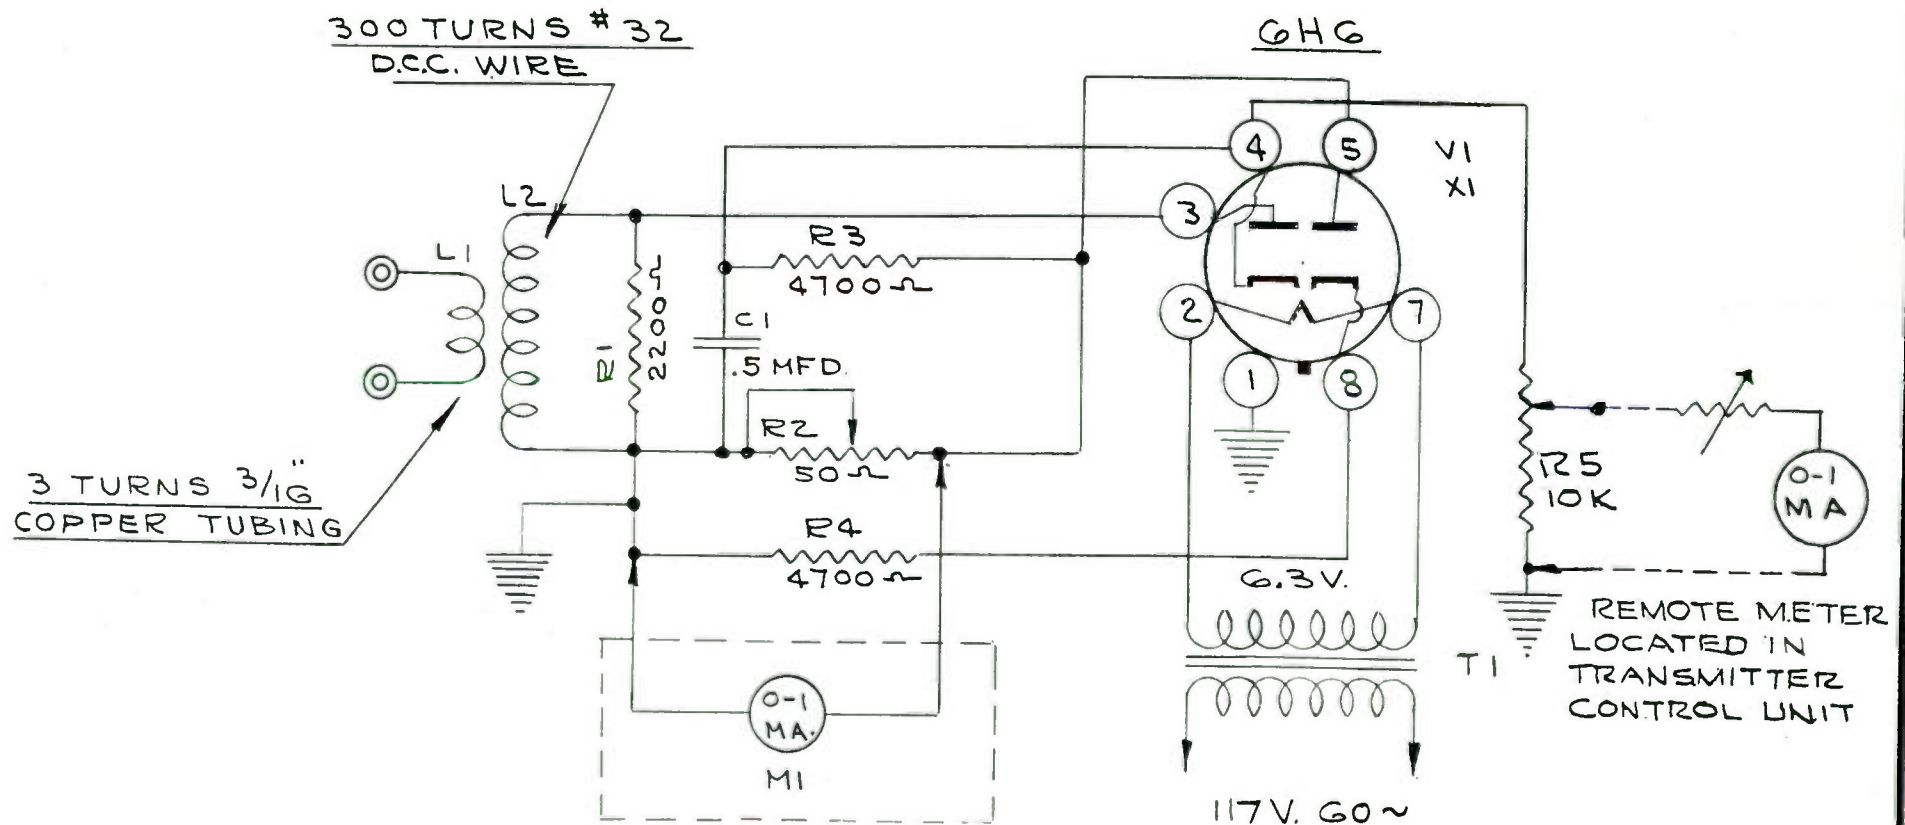 300 TURNS #32
D.C.C. WIRE
6H6
L2
L1
3 TURNS 3/16"
COPPER TUBING
R1
2200Ω
R3
4700Ω
C1
.5 MFD.
R2
50Ω
R4
4700Ω
0-1
MA.
M1
4
5
3
2
7
1
8
V1
X1
6.3V.
T1
117V. 60~
R5
10K
0-1
MA
REMOTE METER
LOCATED IN
TRANSMITTER
CONTROL UNIT